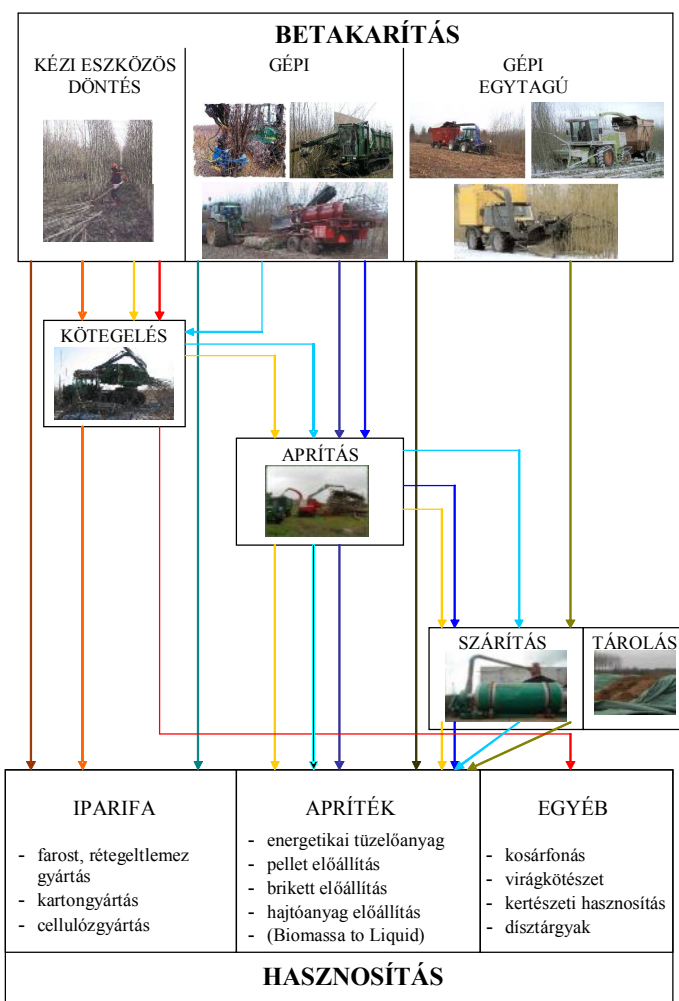 BETAKARÍTÁS
KÉZI ESZKÖZÖS
DÖNTÉS
GÉPI
GÉPI
EGYTAGÚ
KÖTEGELÉS
APRÍTÁS
SZÁRÍTÁS
TÁROLÁS
IPARIFA
- farost, rétegeltlemez
gyártás
- kartongyártás
- cellulózgyártás
APRÍTÉK
- energetikai tüzelőanyag
- pellet előállítás
- brikett előállítás
- hajtóanyag előállítás
- (Biomassa to Liquid)
EGYÉB
- kosárfonás
- virágkötészet
- kertészeti hasznosítás
- dísztárgyak
HASZNOSÍTÁS